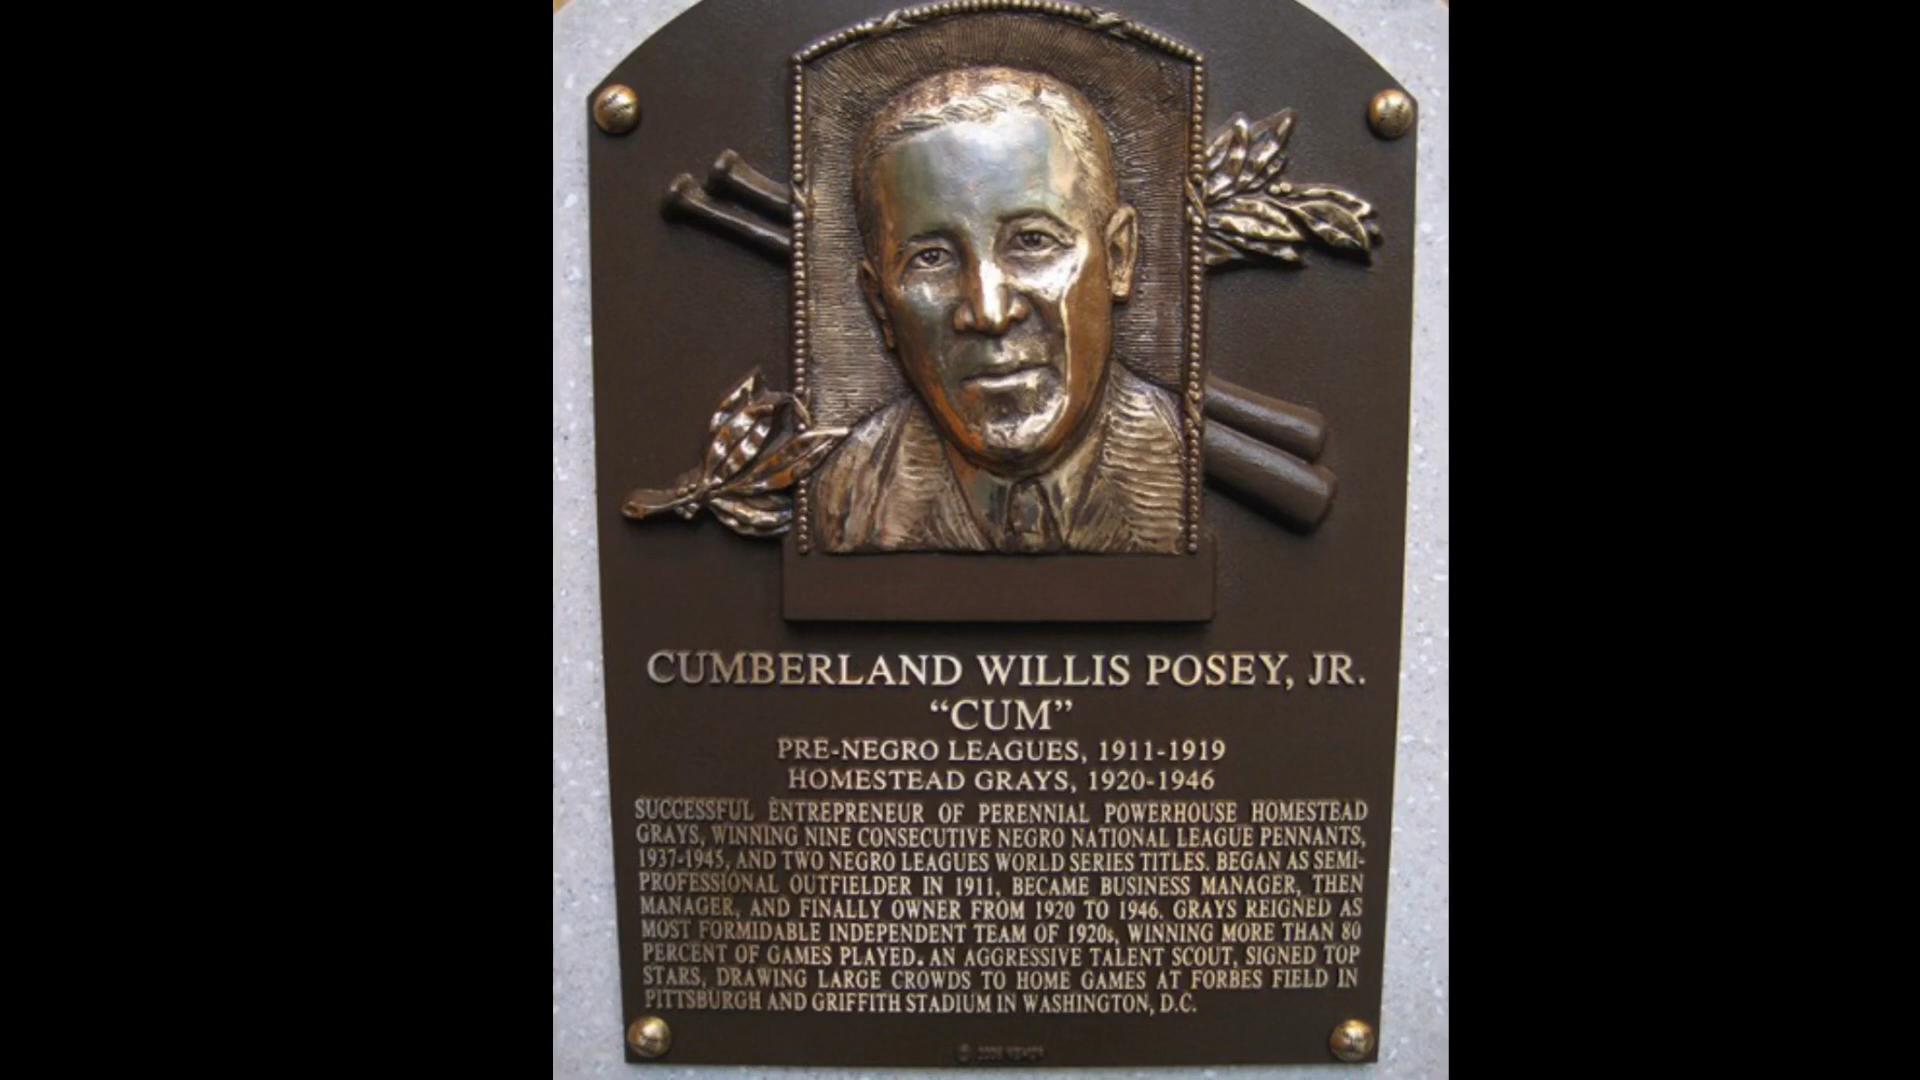 CUMBERLAND WILLIS POSEY, JR.
“CUM”
PRE-NEGRO LEAGUES, 1911-1919
HOMESTEAD GRAYS, 1920-1946
SUCCESSFUL ENTREPRENEUR OF PERENNIAL POWERHOUSE HOMESTEAD
GRAYS, WINNING NINE CONSECUTIVE NEGRO NATIONAL LEAGUE PENNANTS,
1937-1945, AND TWO NEGRO LEAGUES WORLD SERIES TITLES. BEGAN AS SEMI-
PROFESSIONAL OUTFIELDER IN 1911, BECAME BUSINESS MANAGER, THEN
MANAGER, AND FINALLY OWNER FROM 1920 TO 1946. GRAYS REIGNED AS
MOST FORMIDABLE INDEPENDENT TEAM OF 1920s, WINNING MORE THAN 80
PERCENT OF GAMES PLAYED. AN AGGRESSIVE TALENT SCOUT, SIGNED TOP
STARS, DRAWING LARGE CROWDS TO HOME GAMES AT FORBES FIELD IN
PITTSBURGH AND GRIFFITH STADIUM IN WASHINGTON, D.C.